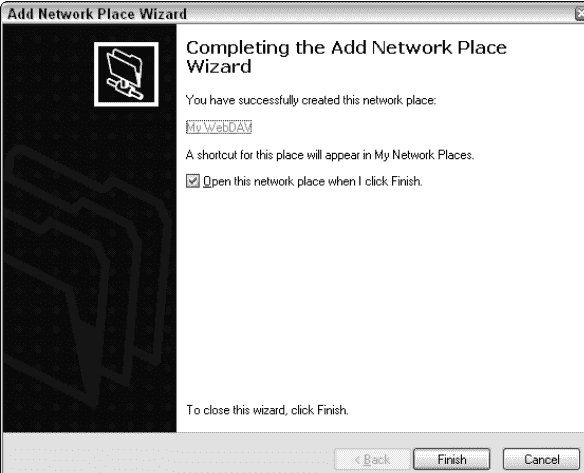 Add Network Place Wizard
Completing the Add Network Place
Wizard
You have successfully created this network place:
My WebDAV
A shortcut for this place will appear in My Network Places.
Open this network place when I click Finish.
To close this wizard, click Finish.
< Back
Finish
Cancel